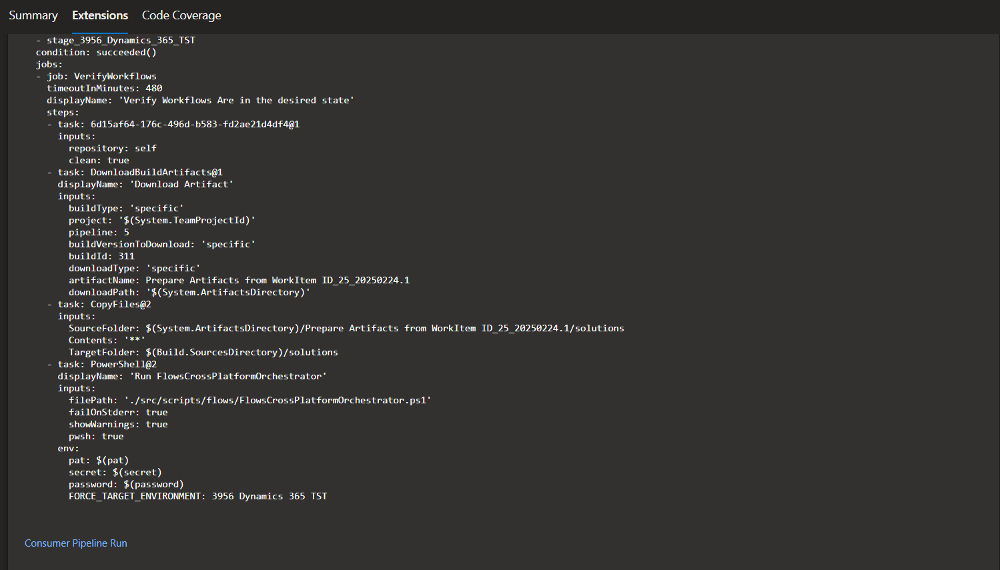 Summary Extensions Code Coverage
- stage_3956_Dynamics_365_TST
condition: succeeded()
jobs:
- job: VerifyWorkflows
timeoutInMinutes: 480
displayName: 'Verify Workflows Are in the desired state'
steps:
- task: 6d15af64-176c-496d-b583-fd2ae21d4df4@1
inputs:
repository: self
clean: true
- task: DownloadBuildArtifacts@1
displayName: 'Download Artifact'
inputs:
buildType: 'specific'
project: '$(System.TeamProjectId)'
pipeline: 5
buildVersionToDownload: 'specific'
buildId: 311
downloadType: 'specific'
artifactName: Prepare Artifacts from WorkItem ID_25_20250224.1
downloadPath: '$(System.ArtifactsDirectory)'
- task: CopyFiles@2
inputs:
SourceFolder: $(System.ArtifactsDirectory)/Prepare Artifacts from WorkItem ID_25_20250224.1/solutions
Contents: '**'
TargetFolder: $(Build.SourcesDirectory)/solutions
- task: PowerShell@2
displayName: 'Run FlowsCrossPlatformOrchestrator'
inputs:
filePath: './src/scripts/flows/FlowsCrossPlatformOrchestrator.ps1'
failOnStderr: true
showWarnings: true
pwsh: true
env:
pat: $(pat)
secret: $(secret)
password: $(password)
FORCE_TARGET_ENVIRONMENT: 3956 Dynamics 365 TST
Consumer Pipeline Run